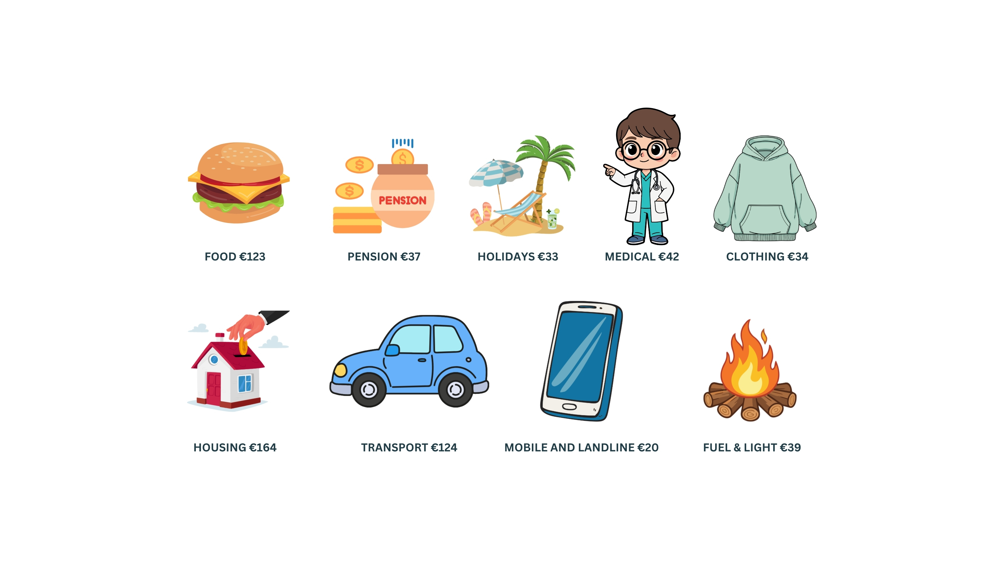 $
$
$
PENSION
FOOD €123
PENSION €37
HOLIDAYS €33
MEDICAL €42
CLOTHING €34
HOUSING €164
TRANSPORT €124
MOBILE AND LANDLINE €20
FUEL & LIGHT €39